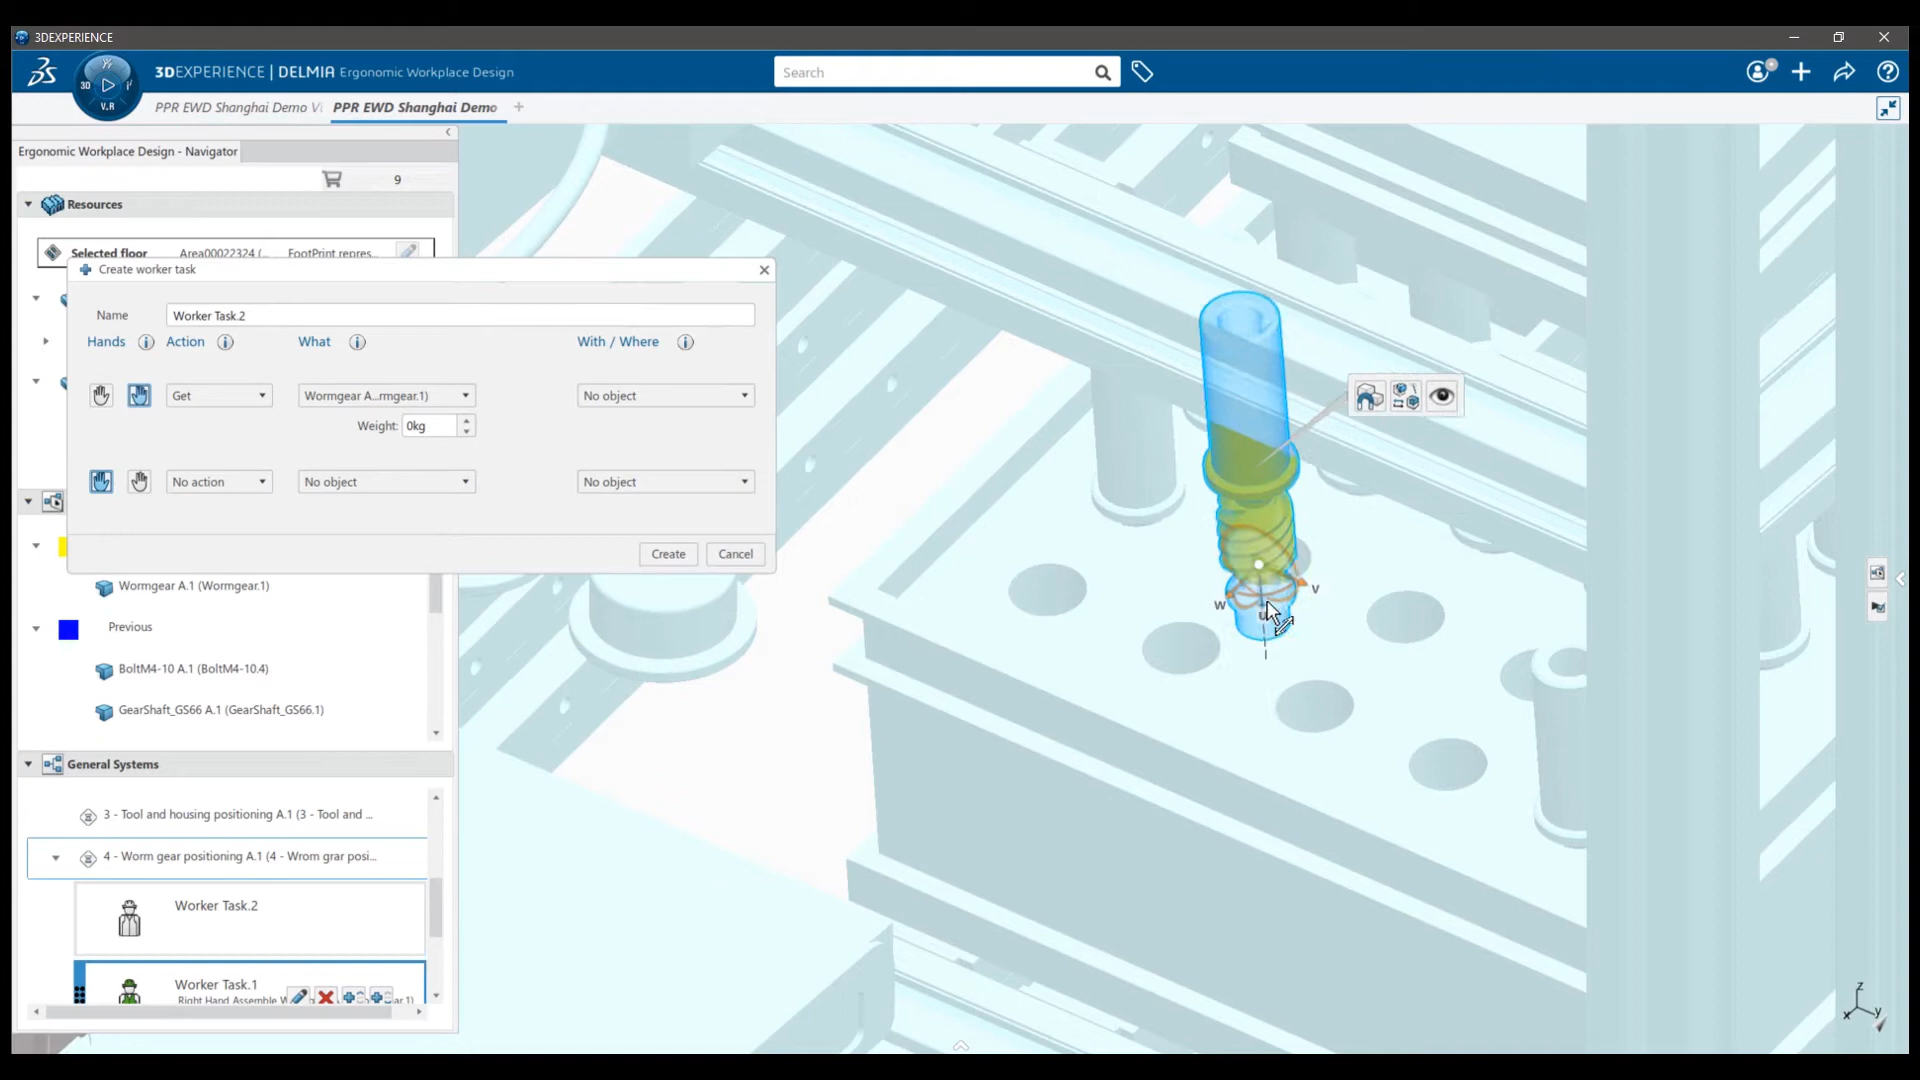 3DEXPERIENCE
3DEXPERIENCE | DELMIA Ergonomic Workplace Design
Search
3D
V.R
PPR EWD Shanghai Demo V
PPR EWD Shanghai Demo
Ergonomic Workplace Design - Navigator
9
Resources
Selected floor Area00022324 (... FootPrint repres...
Create worker task
Name Worker Task.2
Hands Action What With / Where
Get Wormgear A...rmgear.1) No object
Weight: 0kg
No action No object No object
Create Cancel
Wormgear A.1 (Wormgear.1)
Previous
BoltM4-10 A.1 (BoltM4-10.4)
GearShaft_GS66 A.1 (GearShaft_GS66.1)
General Systems
3 - Tool and housing positioning A.1 (3 - Tool and ...
4 - Worm gear positioning A.1 (4 - Wrom grar posi...
Worker Task.2
Worker Task.1
Right Hand Assemble W
ar.1)
v
w
u
z
x
y